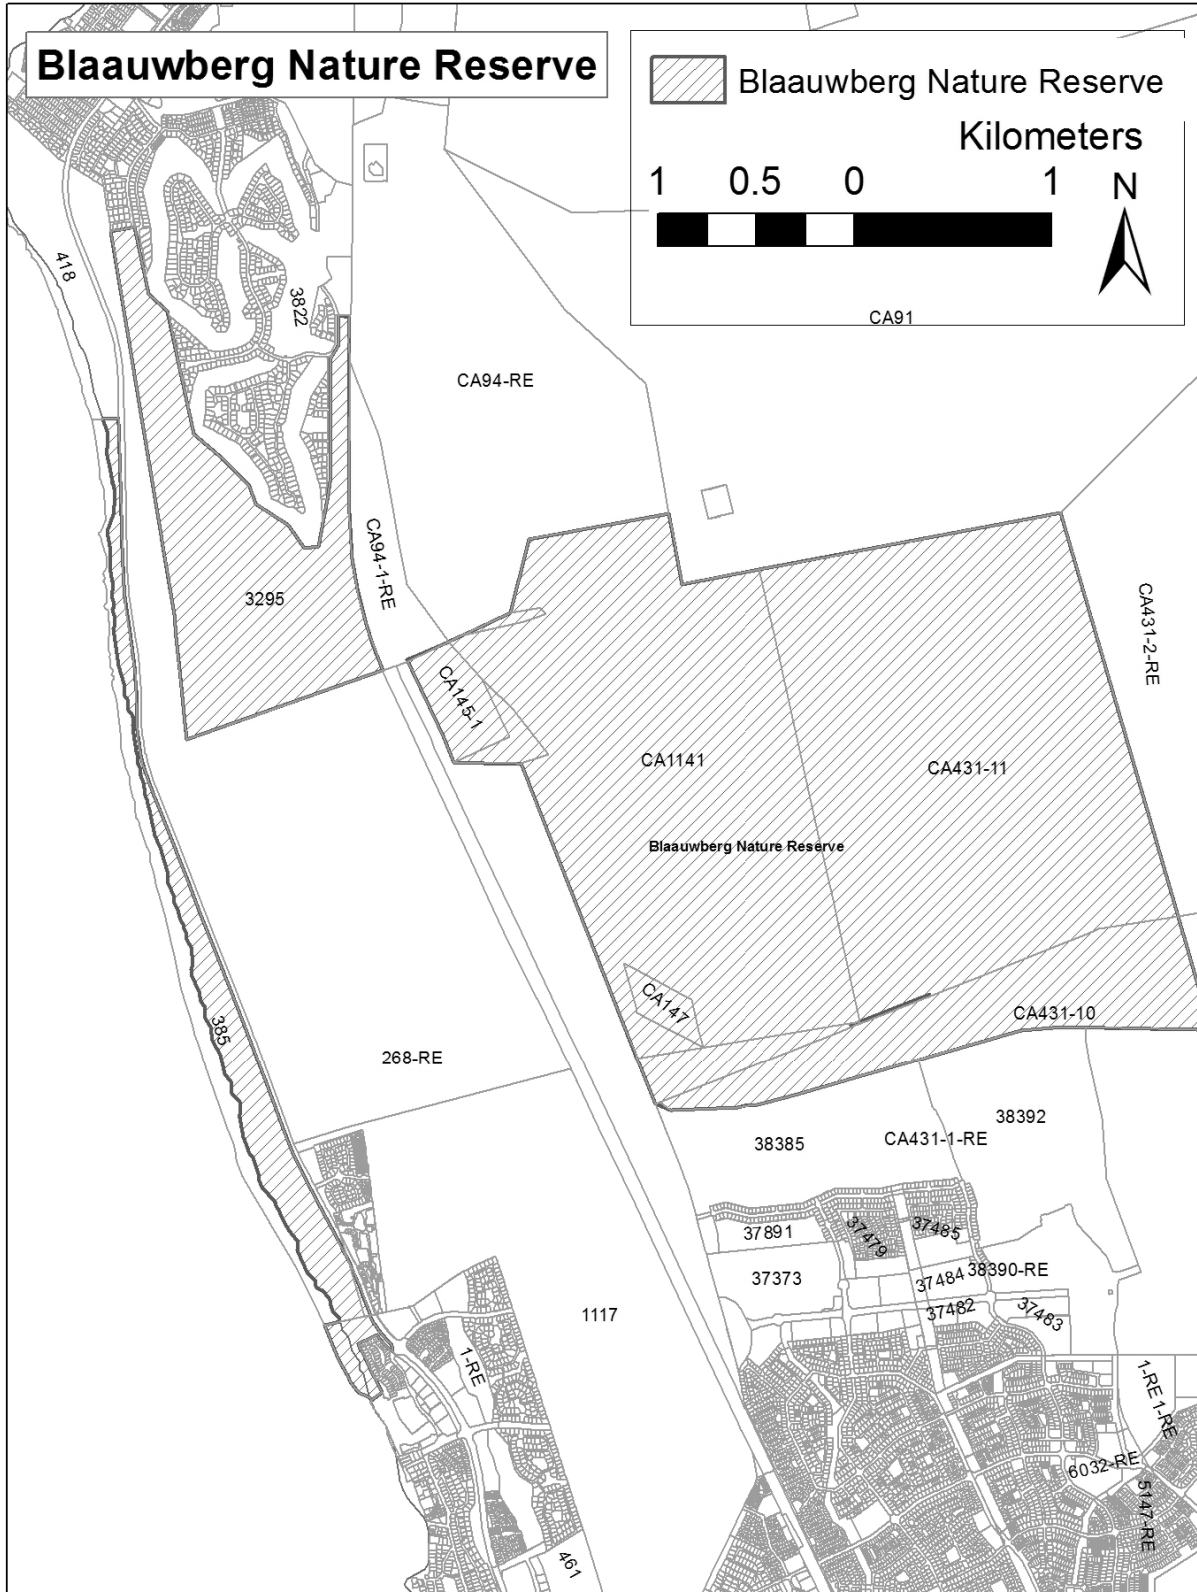 Blaauwberg Nature Reserve
Blaauwberg Nature Reserve
Kilometers
1 0.5 0 1
N
CA91
418
3822
CA94-RE
CA94-1-RE
3295
CA431-2-RE
CA145-1
CA1141
CA431-11
Blaauwberg Nature Reserve
CA147
CA431-10
385
268-RE
38392
38385
CA431-1-RE
37891
37479
37485
37373
37484
38390-RE
37482
37483
1117
1-RE
1-RE
1-RE
6032-RE
5147-RE
461